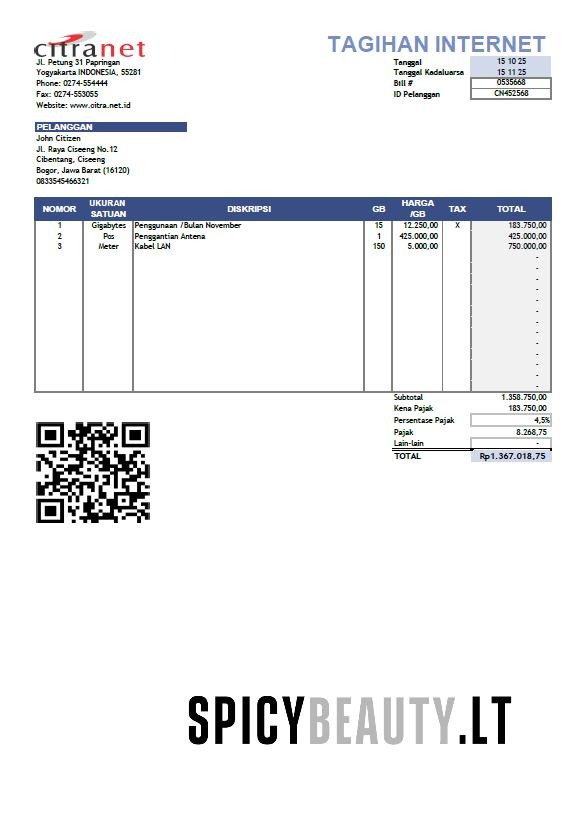 citranet
TAGIHAN INTERNET
Jl. Petung 31 Papringan
Yogyakarta INDONESIA, 55281
Phone: 0274-554444
Fax: 0274-553055
Website: www.citra.net.id
Tanggal 15 10 25
Tanggal Kadaluarsa 15 11 25
Bill # 0535668
ID Pelanggan CN452568
PELANGGAN
John Citizen
Jl. Raya Ciseeng No.12
Cibentang, Ciseeng
Bogor, Jawa Barat (16120)
0833545466321
NOMOR UKURAN SATUAN DISKRIPSI GB HARGA /GB TAX TOTAL
1 Gigabytes Penggunaan /Bulan November 15 12.250,00 X 183.750,00
2 Pos Penggantian Antena 1 425.000,00 425.000,00
3 Meter Kabel LAN 150 5.000,00 750.000,00
-
-
-
-
-
-
-
-
-
-
-
-
-
Subtotal 1.358.750,00
Kena Pajak 183.750,00
Persentase Pajak 4,5%
Pajak 8.268,75
Lain-lain -
TOTAL Rp1.367.018,75
SPICYBEAUTY.LT